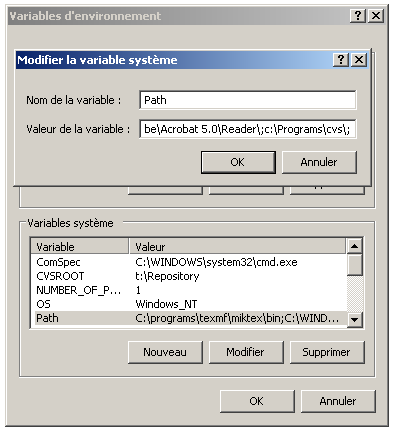 Variables d'environnement
Modifier la variable système
Nom de la variable : Path
Valeur de la variable : be\Acrobat 5.0\Reader\;c:\Programs\cvs\;
OK Annuler
Variables système
Variable Valeur
ComSpec C:\WINDOWS\system32\cmd.exe
CVSROOT t:\Repository
NUMBER_OF_P... 1
OS Windows_NT
Path C:\programs\texmf\miktex\bin;C:\WIND...
Nouveau Modifier Supprimer
OK Annuler